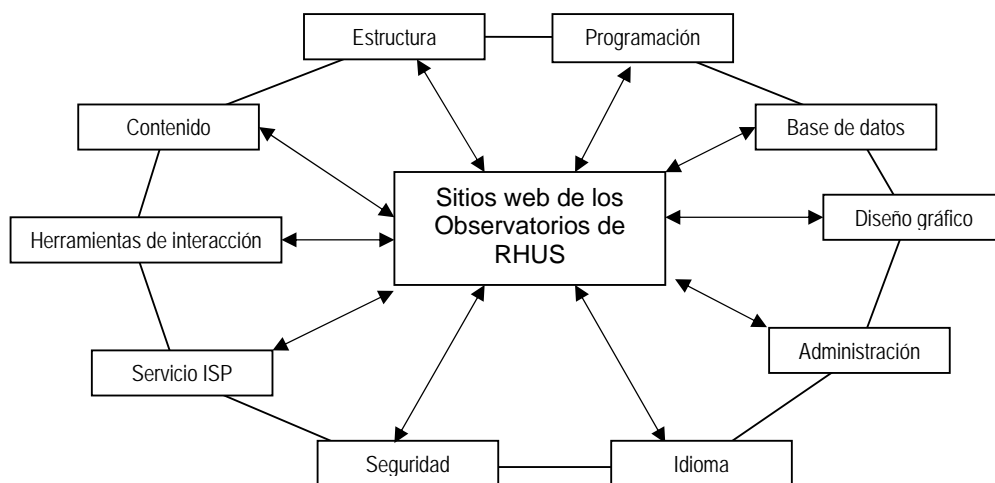 Estructura
Programación
Contenido
Base de datos
Sitios web de los
Observatorios de
RHUS
Herramientas de interacción
Diseño gráfico
Servicio ISP
Administración
Seguridad
Idioma